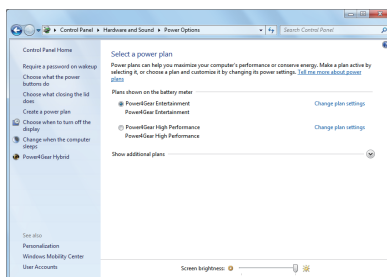 Control Panel ▸ Hardware and Sound ▸ Power Options
Search Control Panel
Control Panel Home
Require a password on wakeup
Choose what the power
buttons do
Choose what closing the lid
does
Create a power plan
Choose when to turn off the
display
Change when the computer
sleeps
Power4Gear Hybrid
See also
Personalization
Windows Mobility Center
User Accounts
Select a power plan
Power plans can help you maximize your computer's performance or conserve energy. Make a plan active by
selecting it, or choose a plan and customize it by changing its power settings. Tell me more about power
plans
Plans shown on the battery meter
Power4Gear Entertainment
Change plan settings
Power4Gear Entertainment
Power4Gear High Performance
Change plan settings
Power4Gear High Performance
Show additional plans
Screen brightness: